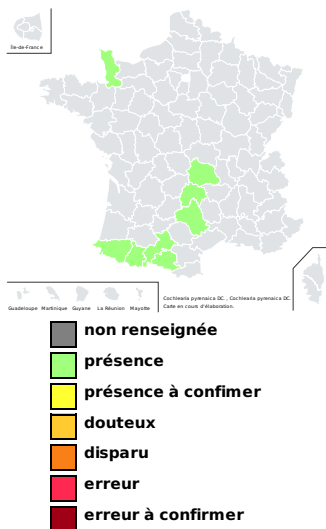 Île-de-France
Guadeloupe Martinique Guyane La Réunion Mayotte
Cochlearia pyrenaica DC. , Cochlearia pyrenaica DC.
Carte en cours d'élaboration.
non renseignée
présence
présence à confimer
douteux
disparu
erreur
erreur à confirmer